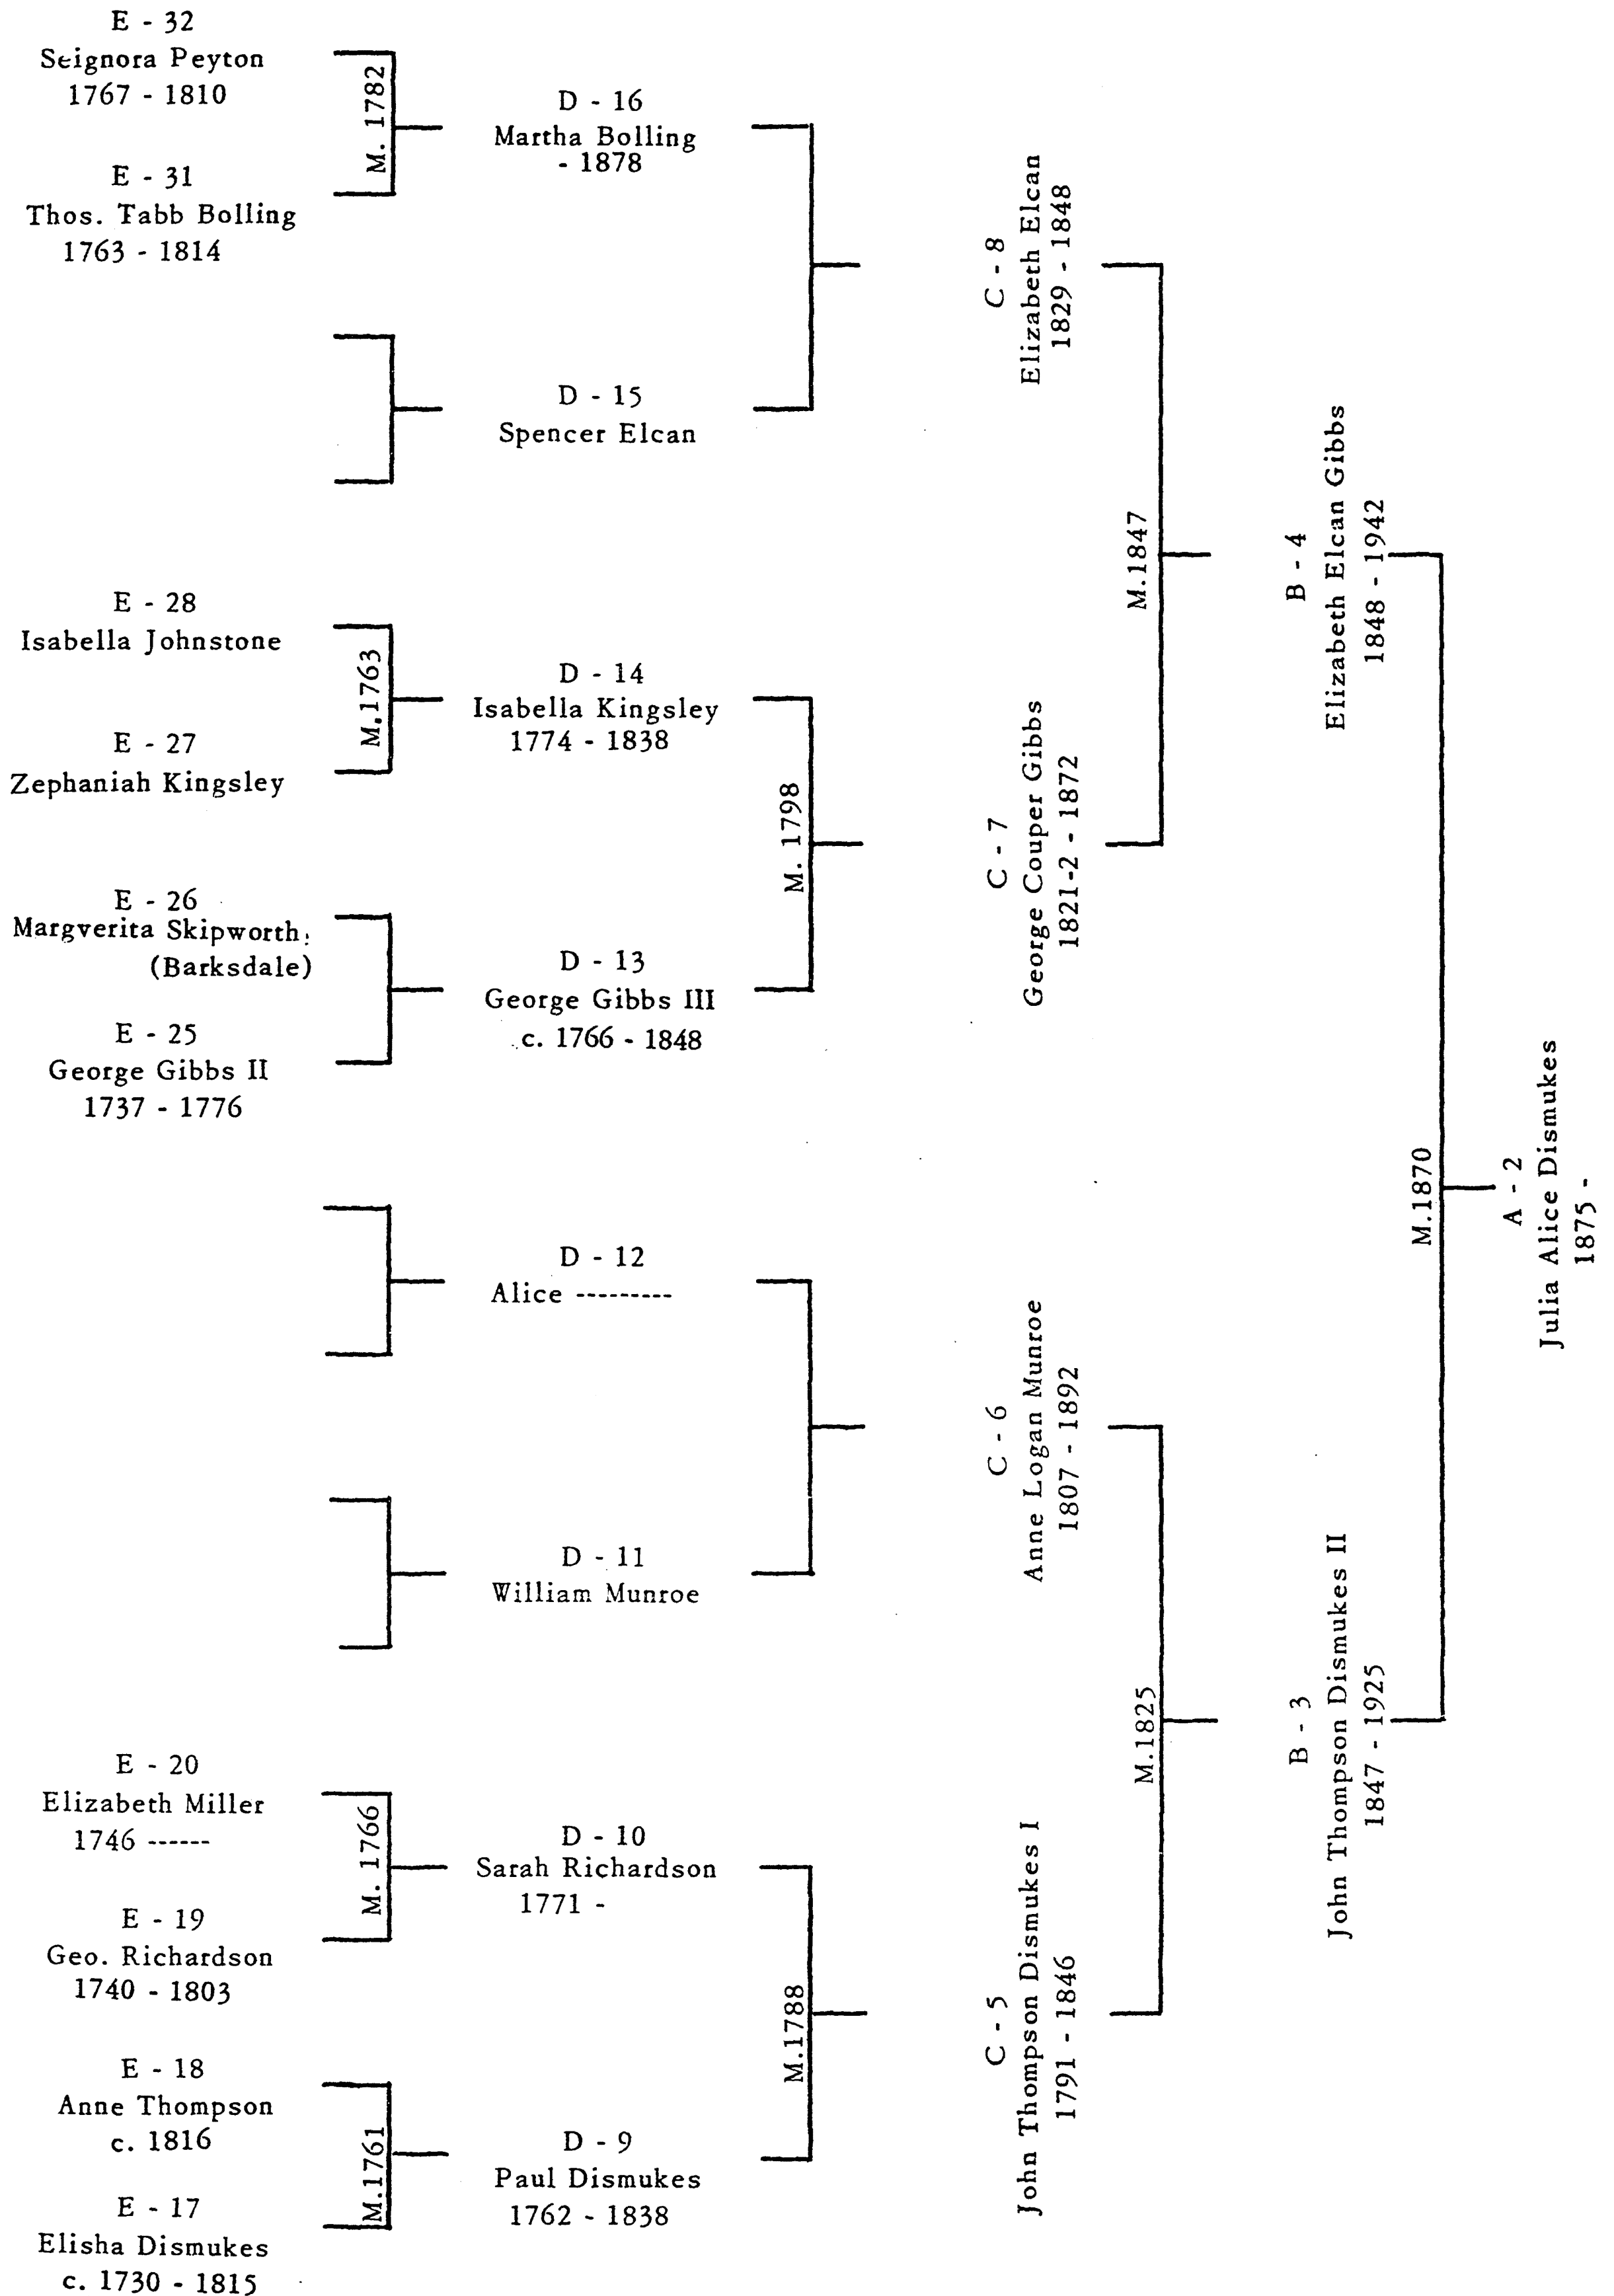 E - 32
Seignora Peyton
1767 - 1810
M. 1782
E - 31
Thos. Tabb Bolling
1763 - 1814
D - 16
Martha Bolling
- 1878
D - 15
Spencer Elcan
C - 8
Elizabeth Elcan
1829 - 1848
E - 28
Isabella Johnstone
M.1763
E - 27
Zephaniah Kingsley
D - 14
Isabella Kingsley
1774 - 1838
M. 1798
E - 26
Margverita Skipworth
(Barksdale)
E - 25
George Gibbs II
1737 - 1776
D - 13
George Gibbs III
c. 1766 - 1848
C - 7
George Couper Gibbs
1821-2 - 1872
M.1847
B - 4
Elizabeth Elcan Gibbs
1848 - 1942
D - 12
Alice ---------
D - 11
William Munroe
C - 6
Anne Logan Munroe
1807 - 1892
M.1870
A - 2
Julia Alice Dismukes
1875 -
E - 20
Elizabeth Miller
1746 ------
M. 1766
E - 19
Geo. Richardson
1740 - 1803
D - 10
Sarah Richardson
1771 -
M.1788
E - 18
Anne Thompson
c. 1816
M.1761
E - 17
Elisha Dismukes
c. 1730 - 1815
D - 9
Paul Dismukes
1762 - 1838
C - 5
John Thompson Dismukes I
1791 - 1846
M.1825
B - 3
John Thompson Dismukes II
1847 - 1925